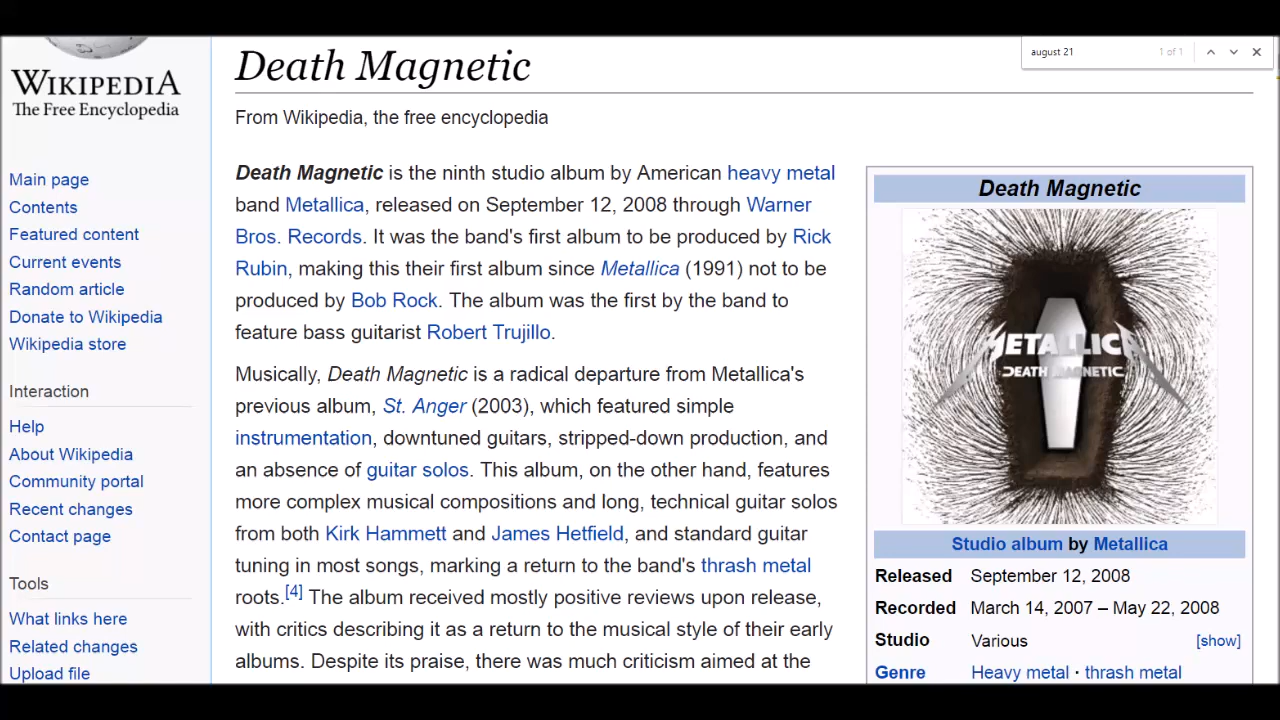 august 21
1 of 1
WIKIPEDIA
The Free Encyclopedia
Main page
Contents
Featured content
Current events
Random article
Donate to Wikipedia
Wikipedia store
Interaction
Help
About Wikipedia
Community portal
Recent changes
Contact page
Tools
What links here
Related changes
Upload file
Death Magnetic
From Wikipedia, the free encyclopedia
Death Magnetic is the ninth studio album by American heavy metal
band Metallica, released on September 12, 2008 through Warner
Bros. Records. It was the band's first album to be produced by Rick
Rubin, making this their first album since Metallica (1991) not to be
produced by Bob Rock. The album was the first by the band to
feature bass guitarist Robert Trujillo.
Musically, Death Magnetic is a radical departure from Metallica's
previous album, St. Anger (2003), which featured simple
instrumentation, downtuned guitars, stripped-down production, and
an absence of guitar solos. This album, on the other hand, features
more complex musical compositions and long, technical guitar solos
from both Kirk Hammett and James Hetfield, and standard guitar
tuning in most songs, marking a return to the band's thrash metal
roots.[4] The album received mostly positive reviews upon release,
with critics describing it as a return to the musical style of their early
albums. Despite its praise, there was much criticism aimed at the
Death Magnetic
METALLICA
DEATH MAGNETIC
Studio album by Metallica
Released September 12, 2008
Recorded March 14, 2007 – May 22, 2008
Studio Various [show]
Genre Heavy metal · thrash metal